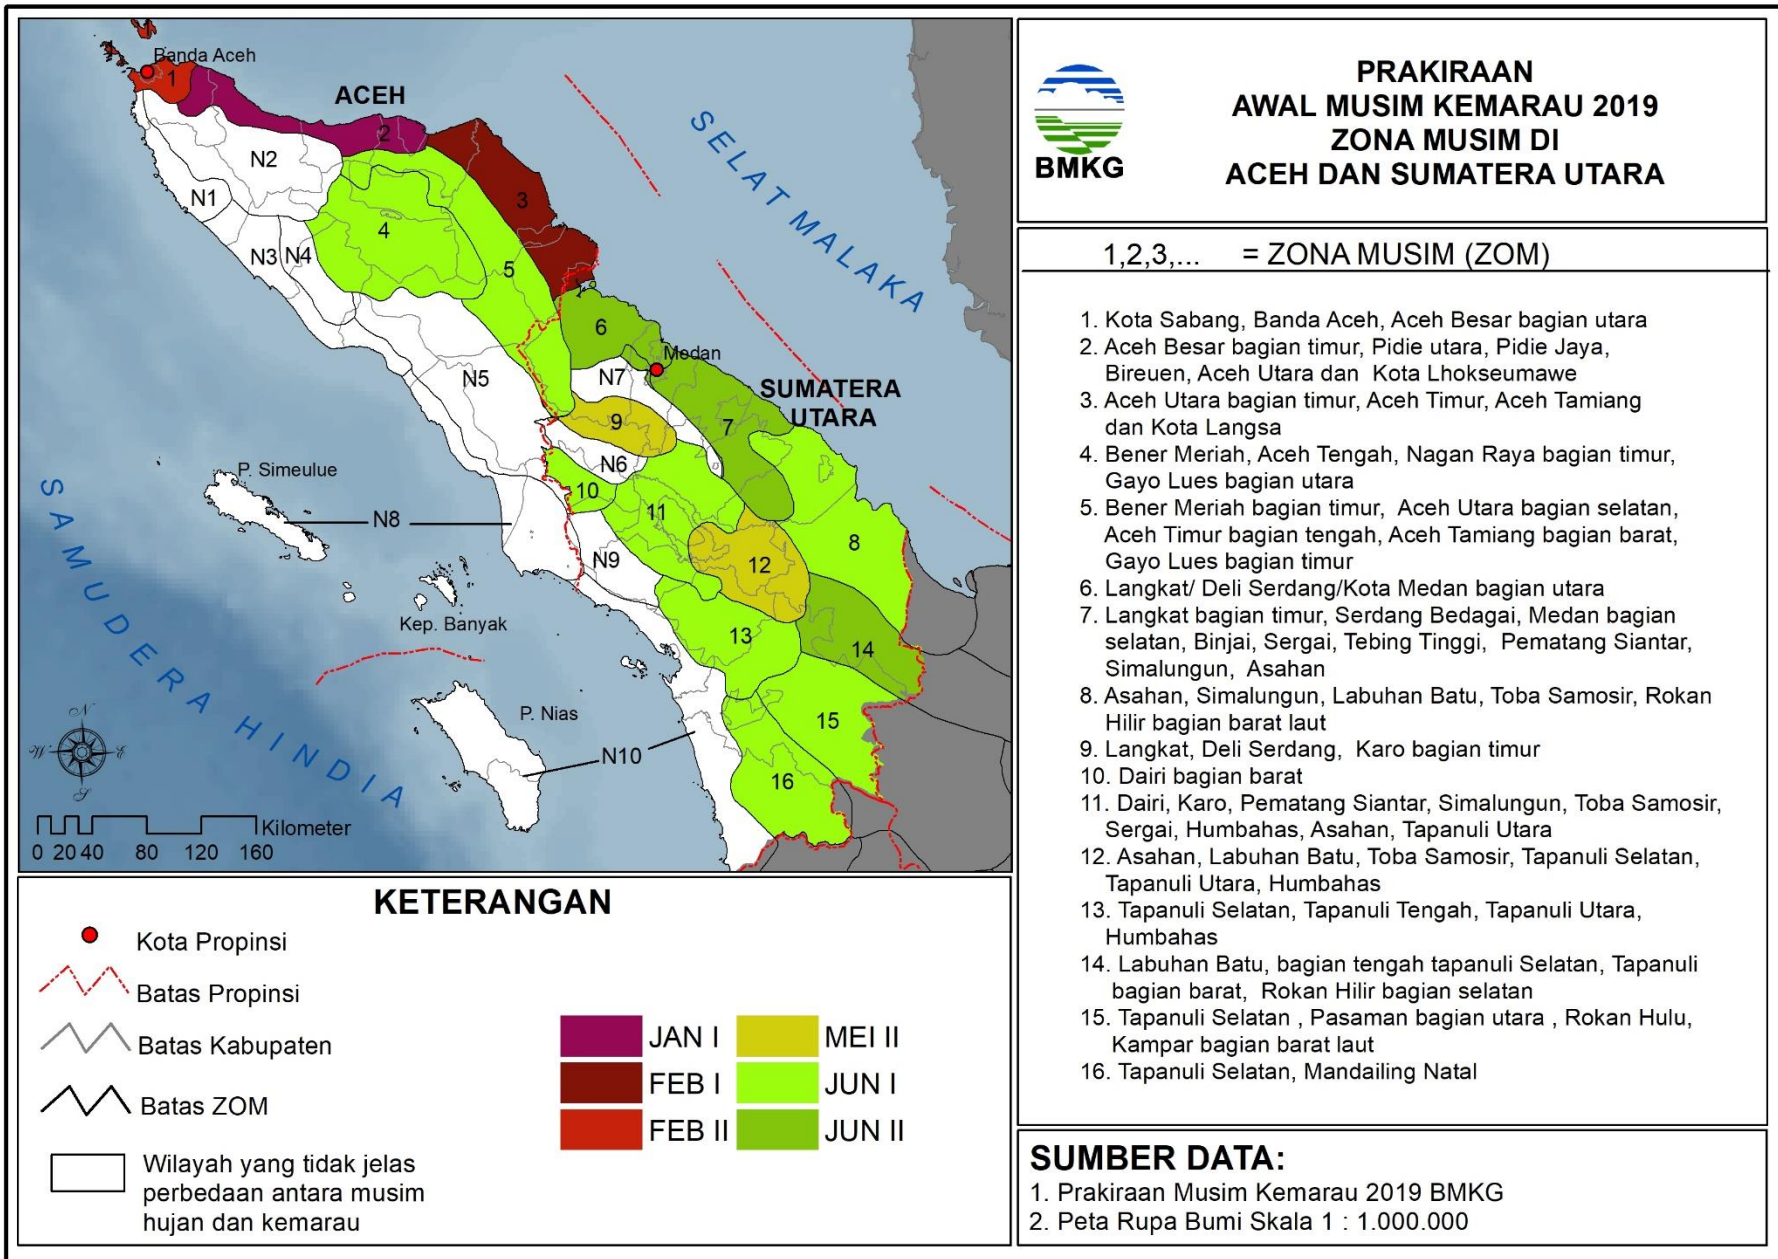 Banda Aceh
1
ACEH
2
N2
N1
3
4
N3
N4
5
SELAT MALAKA
6
Medan
N7
N5
SUMATERA
UTARA
9
7
N6
P. Simeulue
10
N8
11
8
12
N9
Kep. Banyak
13
14
SAMUDERA HINDIA
P. Nias
15
N10
16
N
W
E
S
Kilometer
0 20 40 80 120 160
BMKG
PRAKIRAAN
AWAL MUSIM KEMARAU 2019
ZONA MUSIM DI
ACEH DAN SUMATERA UTARA
1,2,3,... = ZONA MUSIM (ZOM)
1. Kota Sabang, Banda Aceh, Aceh Besar bagian utara
2. Aceh Besar bagian timur, Pidie utara, Pidie Jaya,
Bireuen, Aceh Utara dan Kota Lhokseumawe
3. Aceh Utara bagian timur, Aceh Timur, Aceh Tamiang
dan Kota Langsa
4. Bener Meriah, Aceh Tengah, Nagan Raya bagian timur,
Gayo Lues bagian utara
5. Bener Meriah bagian timur, Aceh Utara bagian selatan,
Aceh Timur bagian tengah, Aceh Tamiang bagian barat,
Gayo Lues bagian timur
6. Langkat/ Deli Serdang/Kota Medan bagian utara
7. Langkat bagian timur, Serdang Bedagai, Medan bagian
selatan, Binjai, Sergai, Tebing Tinggi, Pematang Siantar,
Simalungun, Asahan
8. Asahan, Simalungun, Labuhan Batu, Toba Samosir, Rokan
Hilir bagian barat laut
9. Langkat, Deli Serdang, Karo bagian timur
10. Dairi bagian barat
11. Dairi, Karo, Pematang Siantar, Simalungun, Toba Samosir,
Sergai, Humbahas, Asahan, Tapanuli Utara
12. Asahan, Labuhan Batu, Toba Samosir, Tapanuli Selatan,
Tapanuli Utara, Humbahas
13. Tapanuli Selatan, Tapanuli Tengah, Tapanuli Utara,
Humbahas
14. Labuhan Batu, bagian tengah tapanuli Selatan, Tapanuli
bagian barat, Rokan Hilir bagian selatan
15. Tapanuli Selatan , Pasaman bagian utara , Rokan Hulu,
Kampar bagian barat laut
16. Tapanuli Selatan, Mandailing Natal
KETERANGAN
Kota Propinsi
Batas Propinsi
Batas Kabupaten
Batas ZOM
Wilayah yang tidak jelas
perbedaan antara musim
hujan dan kemarau
JAN I
FEB I
FEB II
MEI II
JUN I
JUN II
SUMBER DATA:
1. Prakiraan Musim Kemarau 2019 BMKG
2. Peta Rupa Bumi Skala 1 : 1.000.000